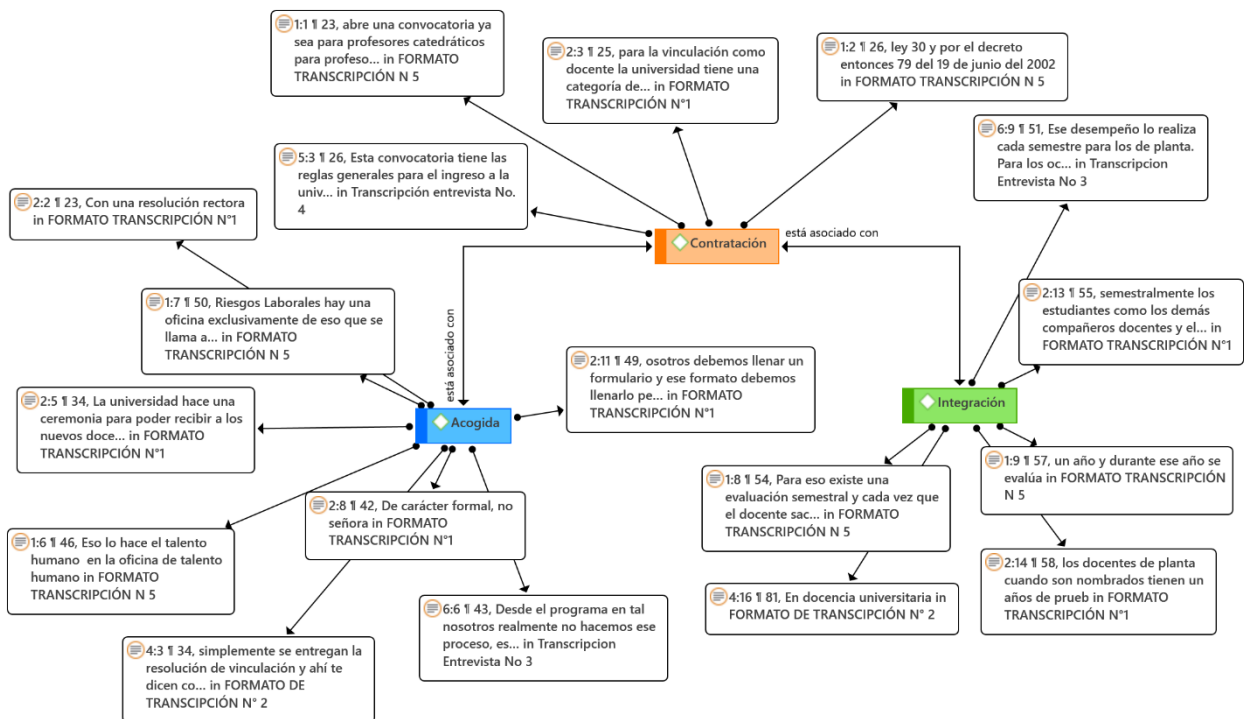 1:1 ¶ 23, abre una convocatoria ya
sea para profesores catedráticos
para profeso... in FORMATO
TRANSCRIPCIÓN N 5
2:3 ¶ 25, para la vinculación como
docente la universidad tiene una
categoría de... in FORMATO
TRANSCRIPCIÓN N°1
1:2 ¶ 26, ley 30 y por el decreto
entonces 79 del 19 de junio del 2002
in FORMATO TRANSCRIPCIÓN N 5
6:9 ¶ 51, Ese desempeño lo realiza
cada semestre para los de planta.
Para los oc... in Transcripcion
Entrevista No 3
5:3 ¶ 26, Esta convocatoria tiene las
reglas generales para el ingreso a la
univ... in Transcripción entrevista No.
4
2:2 ¶ 23, Con una resolución rectora
in FORMATO TRANSCRIPCIÓN N°1
Contratación
está asociado con
está asociado con
1:7 ¶ 50, Riesgos Laborales hay una
oficina exclusivamente de eso que se
llama a... in FORMATO
TRANSCRIPCIÓN N 5
2:13 ¶ 55, semestralmente los
estudiantes como los demás
compañeros docentes y el... in
FORMATO TRANSCRIPCIÓN N°1
2:11 ¶ 49, osotros debemos llenar un
formulario y ese formato debemos
llenarlo pe... in FORMATO
TRANSCRIPCIÓN N°1
2:5 ¶ 34, La universidad hace una
ceremonia para poder recibir a los
nuevos doce... in FORMATO
TRANSCRIPCIÓN N°1
Acogida
Integración
1:8 ¶ 54, Para eso existe una
evaluación semestral y cada vez que
el docente sac... in FORMATO
TRANSCRIPCIÓN N 5
1:9 ¶ 57, un año y durante ese año se
evalúa in FORMATO TRANSCRIPCIÓN
N 5
2:8 ¶ 42, De carácter formal, no
señora in FORMATO
TRANSCRIPCIÓN N°1
1:6 ¶ 46, Eso lo hace el talento
humano en la oficina de talento
humano in FORMATO
TRANSCRIPCIÓN N 5
2:14 ¶ 58, los docentes de planta
cuando son nombrados tienen un
años de prueb in FORMATO
TRANSCRIPCIÓN N°1
4:16 ¶ 81, En docencia universitaria in
FORMATO DE TRANSCIPCIÓN N° 2
6:6 ¶ 43, Desde el programa en tal
nosotros realmente no hacemos ese
proceso, es... in Transcripcion
Entrevista No 3
4:3 ¶ 34, simplemente se entregan la
resolución de vinculación y ahí te
dicen co... in FORMATO DE
TRANSCIPCIÓN N° 2